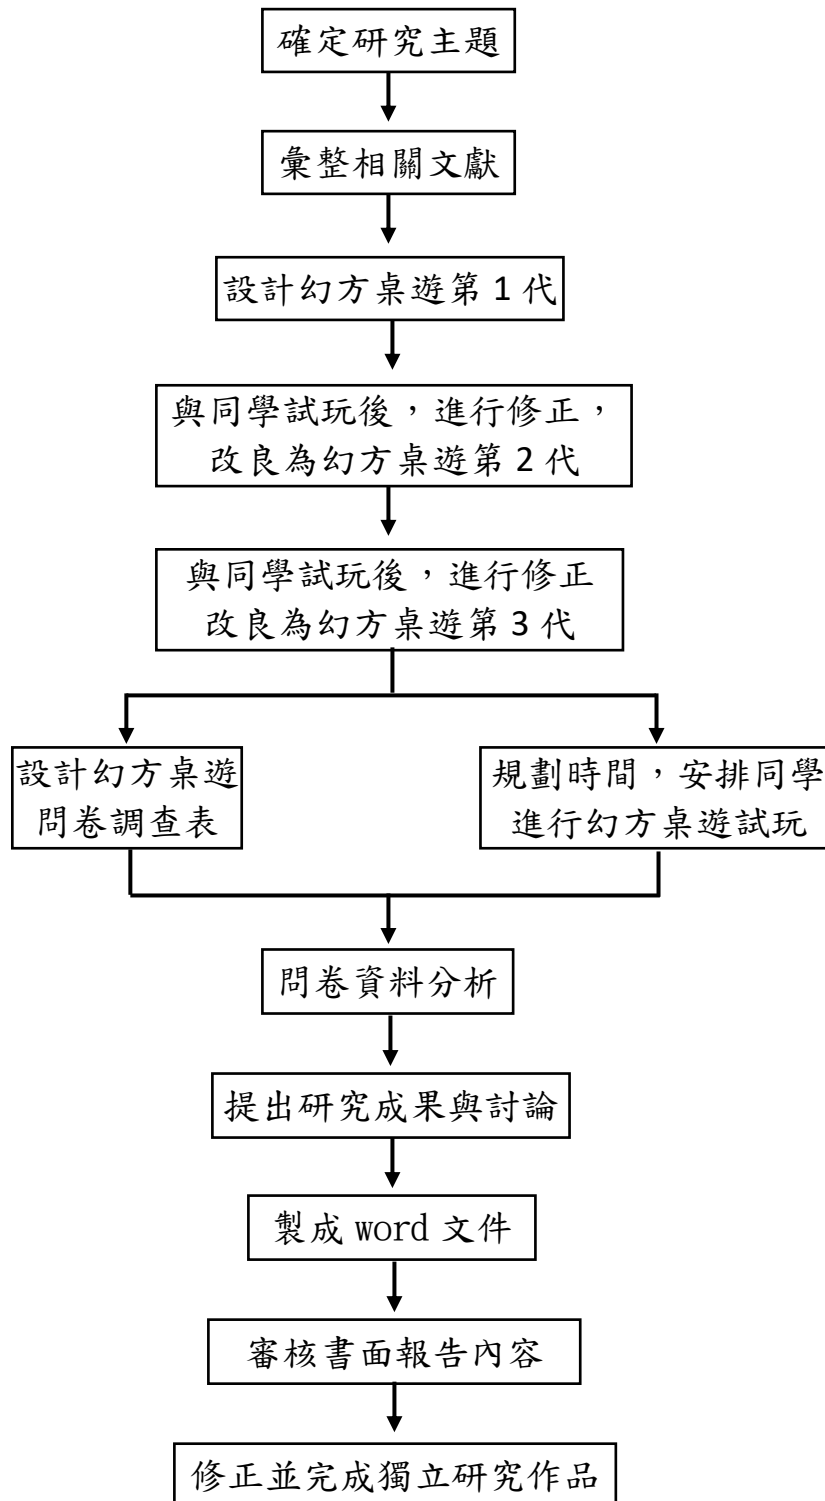 確定研究主題
彙整相關文獻
設計幻方桌遊第 1 代
與同學試玩後，進行修正，
改良為幻方桌遊第 2 代
與同學試玩後，進行修正
改良為幻方桌遊第 3 代
設計幻方桌遊
問卷調查表
規劃時間，安排同學
進行幻方桌遊試玩
問卷資料分析
提出研究成果與討論
製成 word 文件
審核書面報告內容
修正並完成獨立研究作品